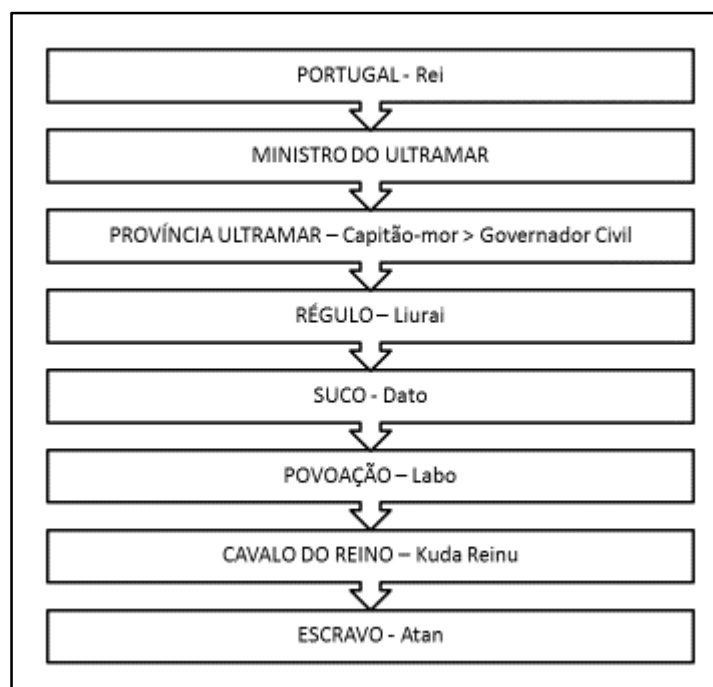 PORTUGAL - Rei
MINISTRO DO ULTRAMAR
PROVÍNCIA ULTRAMAR – Capitão-mor > Governador Civil
RÉGULO – Liurai
SUCO - Dato
POVOAÇÃO – Labo
CAVALO DO REINO – Kuda Reinu
ESCRAVO - Atan